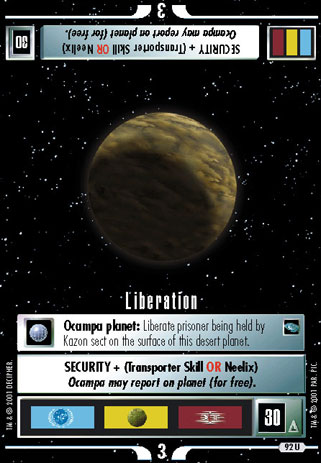 3
30
SECURITY + (Transporter Skill OR Neelix)
Ocampa may report on planet (for free).
Liberation
Ocampa planet: Liberate prisoner being held by
Kazon sect on the surface of this desert planet.
SECURITY + (Transporter Skill OR Neelix)
Ocampa may report on planet (for free).
30
TM & © 2001 DECIPHER.
TM & © 2001 PAR. PIC.
3
92 U